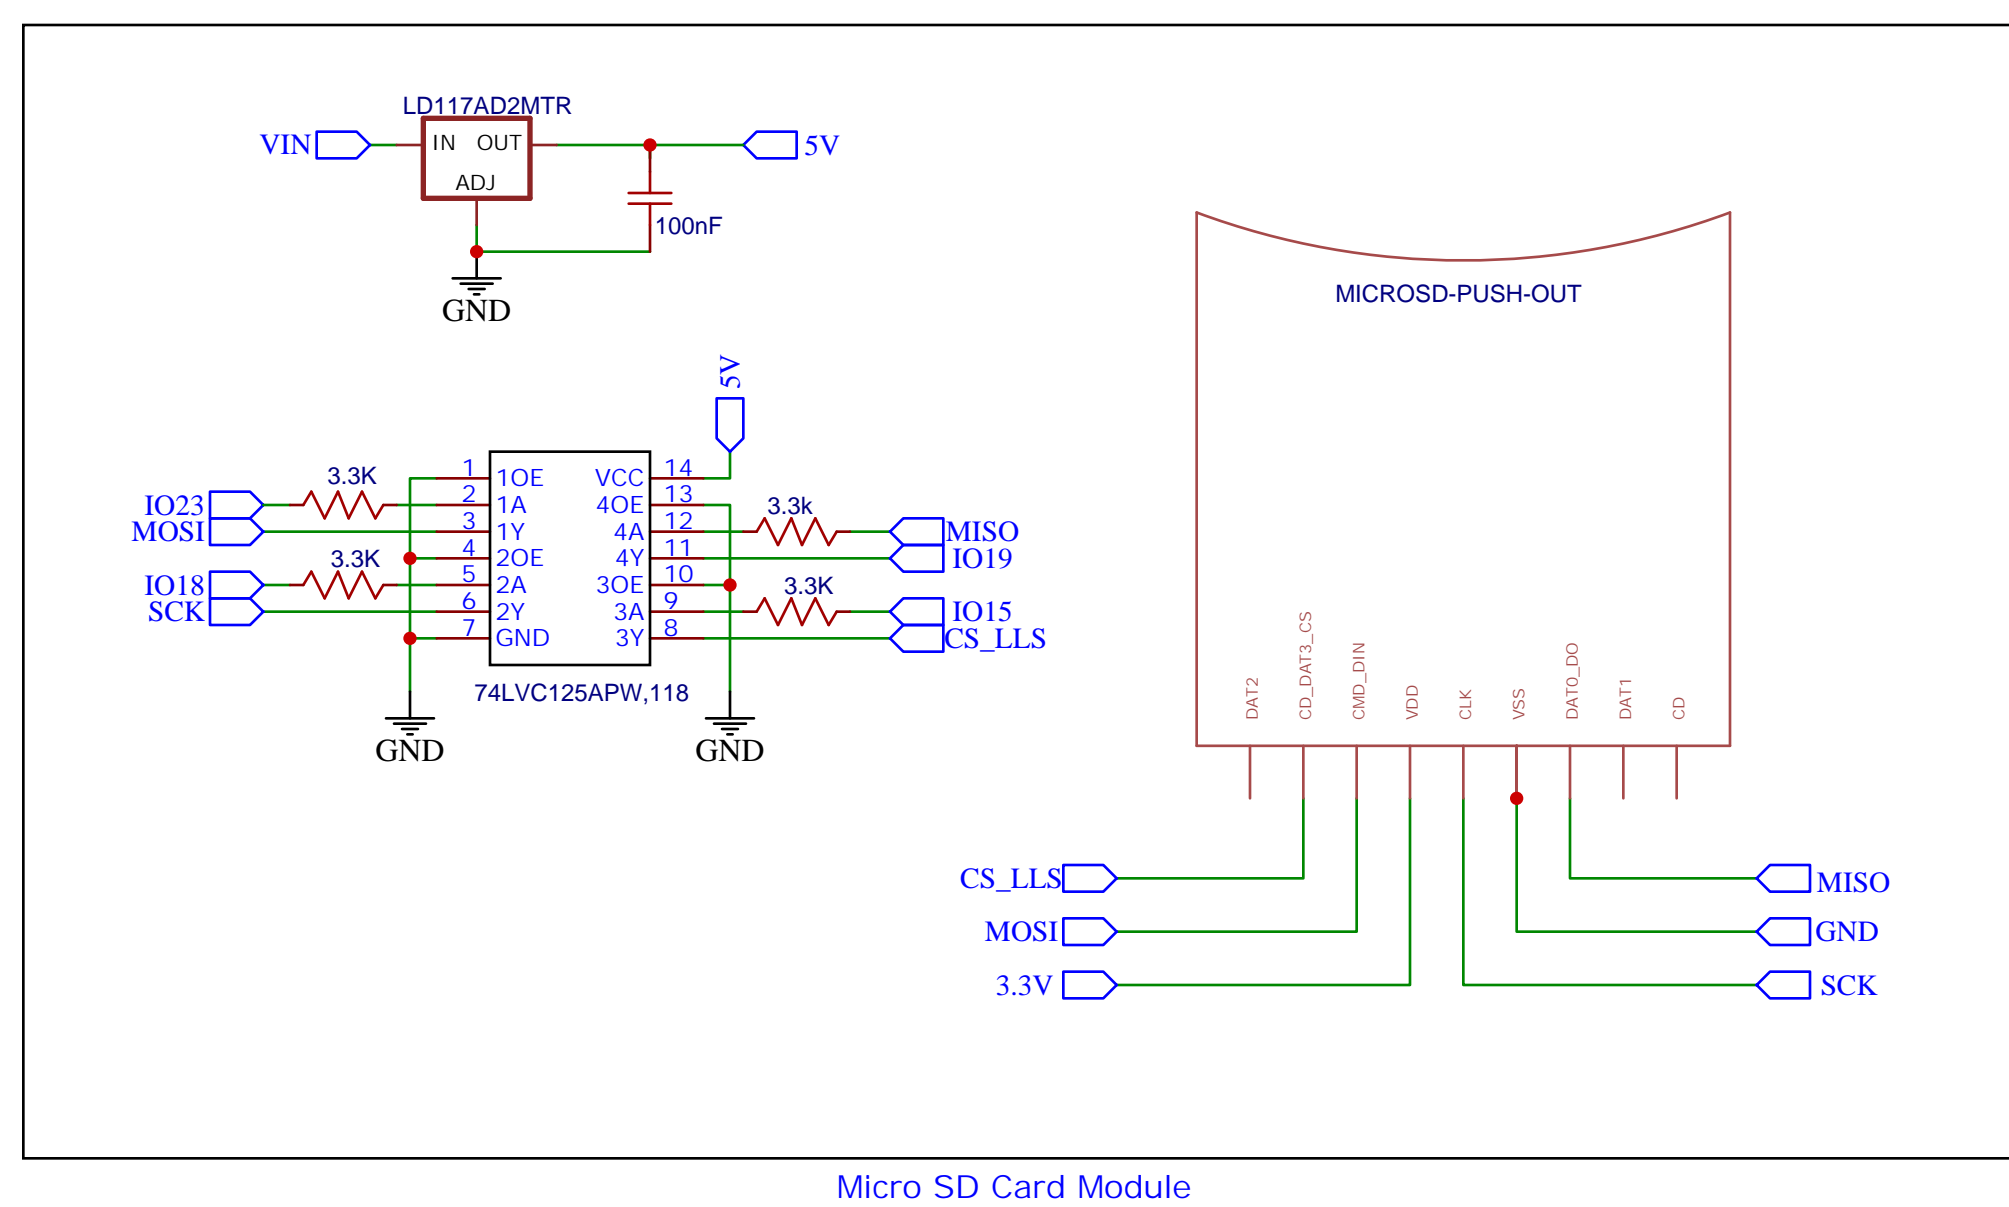 LD117AD2MTR
VIN
IN OUT
5V
ADJ
100nF
GND
MICROSD-PUSH-OUT
5V
3.3K
1 1OE
VCC 14
IO23
2 1A
4OE 13
3.3k
MOSI
3 1Y
4A 12
MISO
3.3K
4 2OE
4Y 11
IO19
IO18
5 2A
3OE 10
3.3K
SCK
6 2Y
3A 9
IO15
7 GND
3Y 8
CS_LLS
74LVC125APW,118
GND
GND
DAT2
CD_DAT3_CS
CMD_DIN
VDD
CLK
VSS
DAT0_DO
DAT1
CD
CS_LLS
MISO
MOSI
GND
3.3V
SCK
Micro SD Card Module